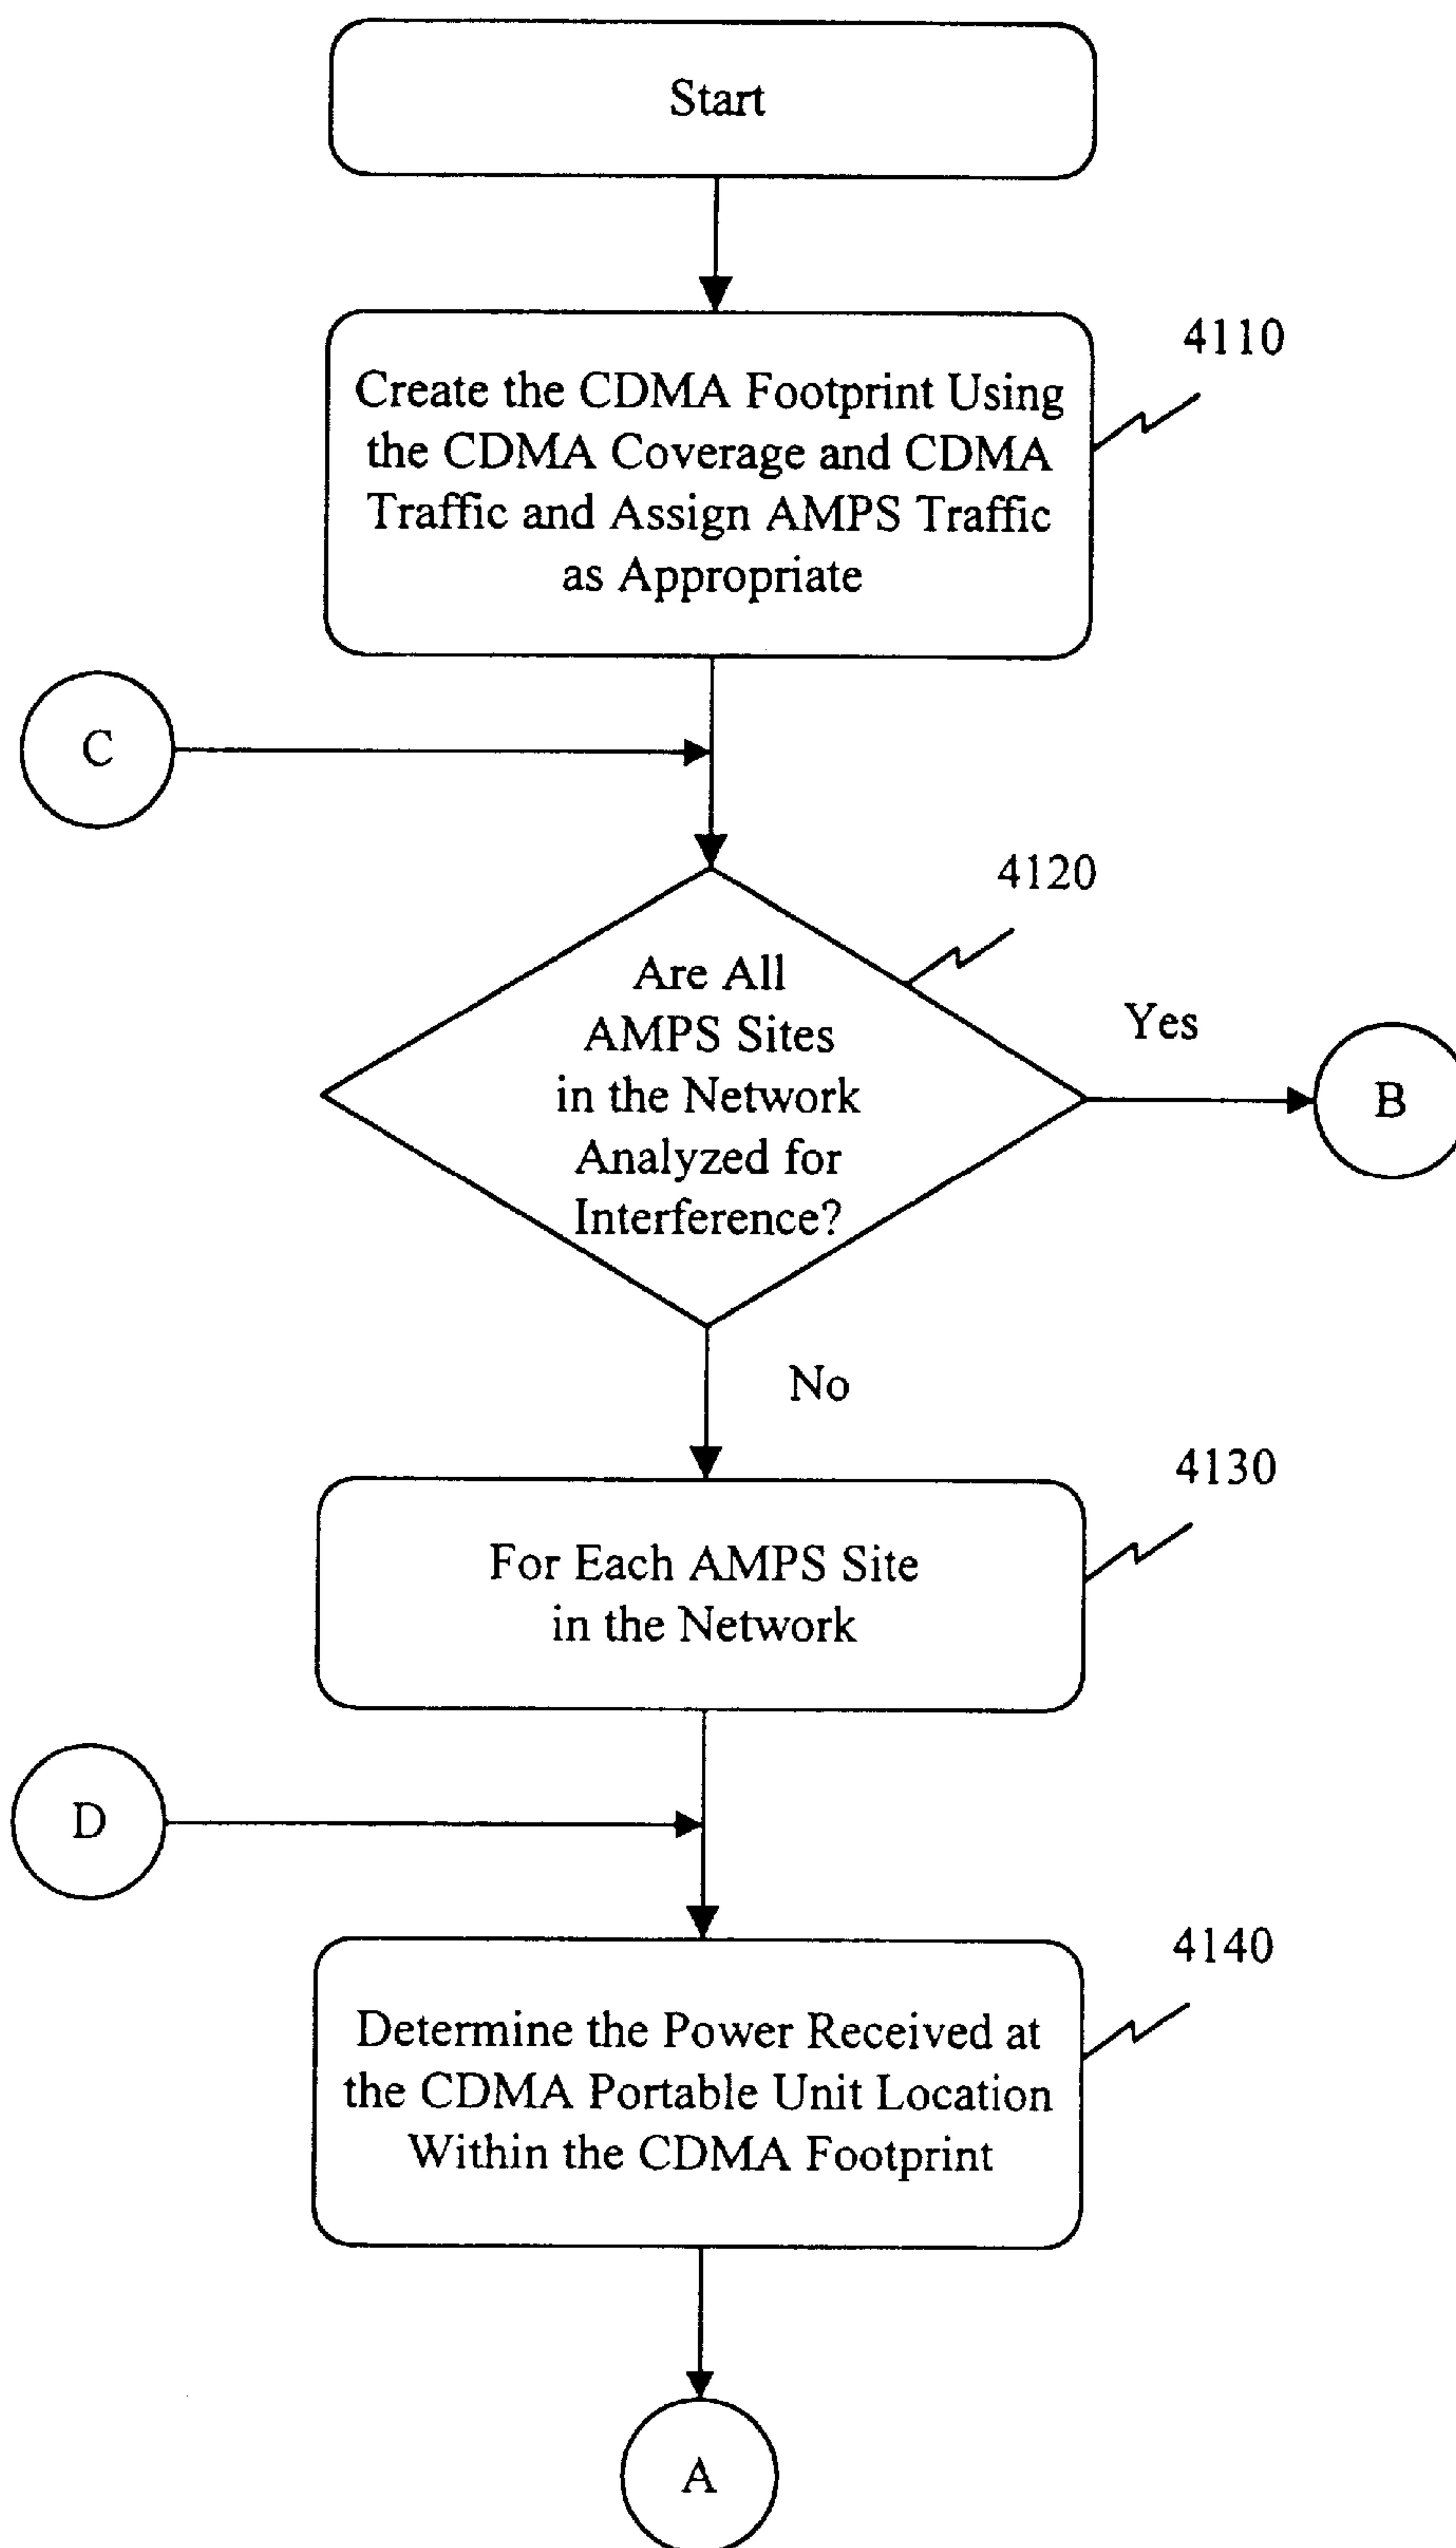 Start
4110
Create the CDMA Footprint Using
the CDMA Coverage and CDMA
Traffic and Assign AMPS Traffic
as Appropriate
C
4120
Are All
AMPS Sites
in the Network
Analyzed for
Interference?
Yes
B
No
4130
For Each AMPS Site
in the Network
D
4140
Determine the Power Received at
the CDMA Portable Unit Location
Within the CDMA Footprint
A